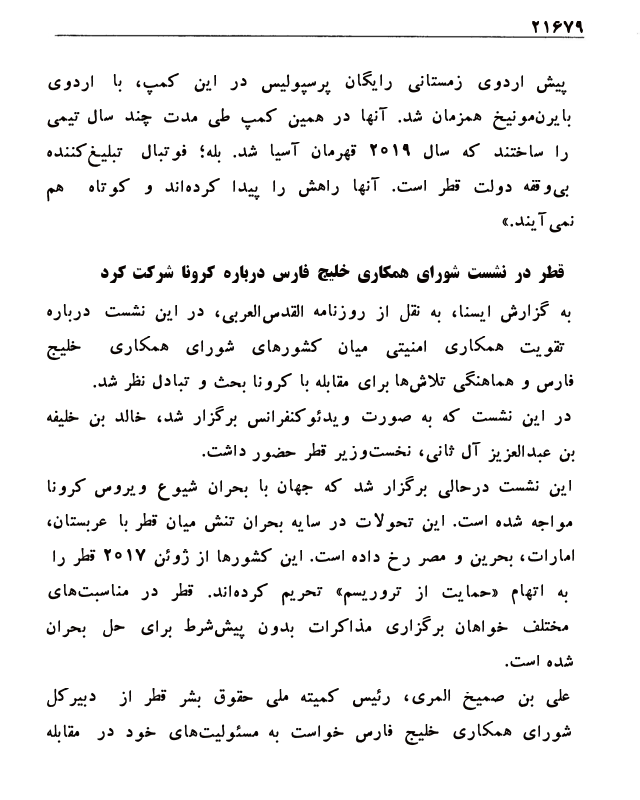 ۲۱۶۷۹
پیش اردوی زمستانی رایگان پرسپولیس در این کمپ، با اردوی
بایرن‌مونیخ همزمان شد. آنها در همین کمپ طی مدت چند سال تیمی
را ساختند که سال ۲۰۱۹ قهرمان آسیا شد. بله؛ فوتبال تبلیغ‌کننده
بی‌وقفه دولت قطر است. آنها راهش را پیدا کرده‌اند و کوتاه هم
نمی‌آیند.»
قطر در نشست شورای همکاری خلیج فارس درباره کرونا شرکت کرد
به گزارش ایسنا، به نقل از روزنامه القدس‌العربی، در این نشست درباره
تقویت همکاری امنیتی میان کشورهای شورای همکاری خلیج
فارس و هماهنگی تلاش‌ها برای مقابله با کرونا بحث و تبادل نظر شد.
در این نشست که به صورت ویدئوکنفرانس برگزار شد، خالد بن خلیفه
بن عبدالعزیز آل ثانی، نخست‌وزیر قطر حضور داشت.
این نشست درحالی برگزار شد که جهان با بحران شیوع ویروس کرونا
مواجه شده است. این تحولات در سایه بحران تنش میان قطر با عربستان،
امارات، بحرین و مصر رخ داده است. این کشورها از ژوئن ۲۰۱۷ قطر را
به اتهام «حمایت از تروریسم» تحریم کرده‌اند. قطر در مناسبت‌های
مختلف خواهان برگزاری مذاکرات بدون پیش‌شرط برای حل بحران
شده است.
علی بن صمیخ المری، رئیس کمیته ملی حقوق بشر قطر از دبیرکل
شورای همکاری خلیج فارس خواست به مسئولیت‌های خود در مقابله